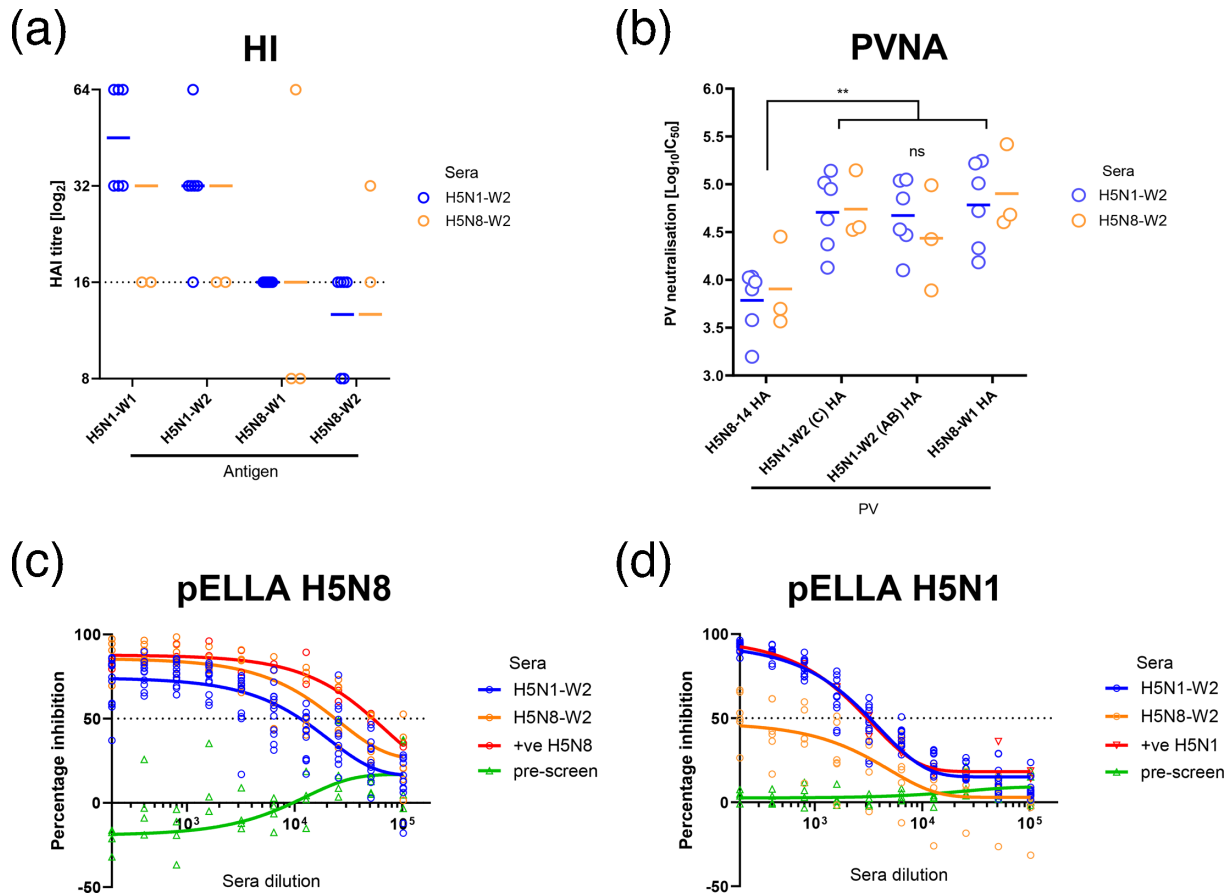 (a)
HI
HAI titre [log2]
64
32
16
8
H5N1-W1
H5N1-W2
H5N8-W1
H5N8-W2
Antigen
Sera
H5N1-W2
H5N8-W2
(b)
PVNA
PV neutralisation [Log10IC50]
6.0
5.5
5.0
4.5
4.0
3.5
3.0
**
ns
H5N8-14 HA
H5N1-W2 (C) HA
H5N1-W2 (AB) HA
H5N8-W1 HA
PV
Sera
H5N1-W2
H5N8-W2
(c)
pELLA H5N8
Percentage inhibition
100
50
0
-50
10³
10⁴
10⁵
Sera dilution
Sera
H5N1-W2
H5N8-W2
+ve H5N8
pre-screen
(d)
pELLA H5N1
Percentage inhibition
100
50
0
-50
10³
10⁴
10⁵
Sera dilution
Sera
H5N1-W2
H5N8-W2
+ve H5N1
pre-screen